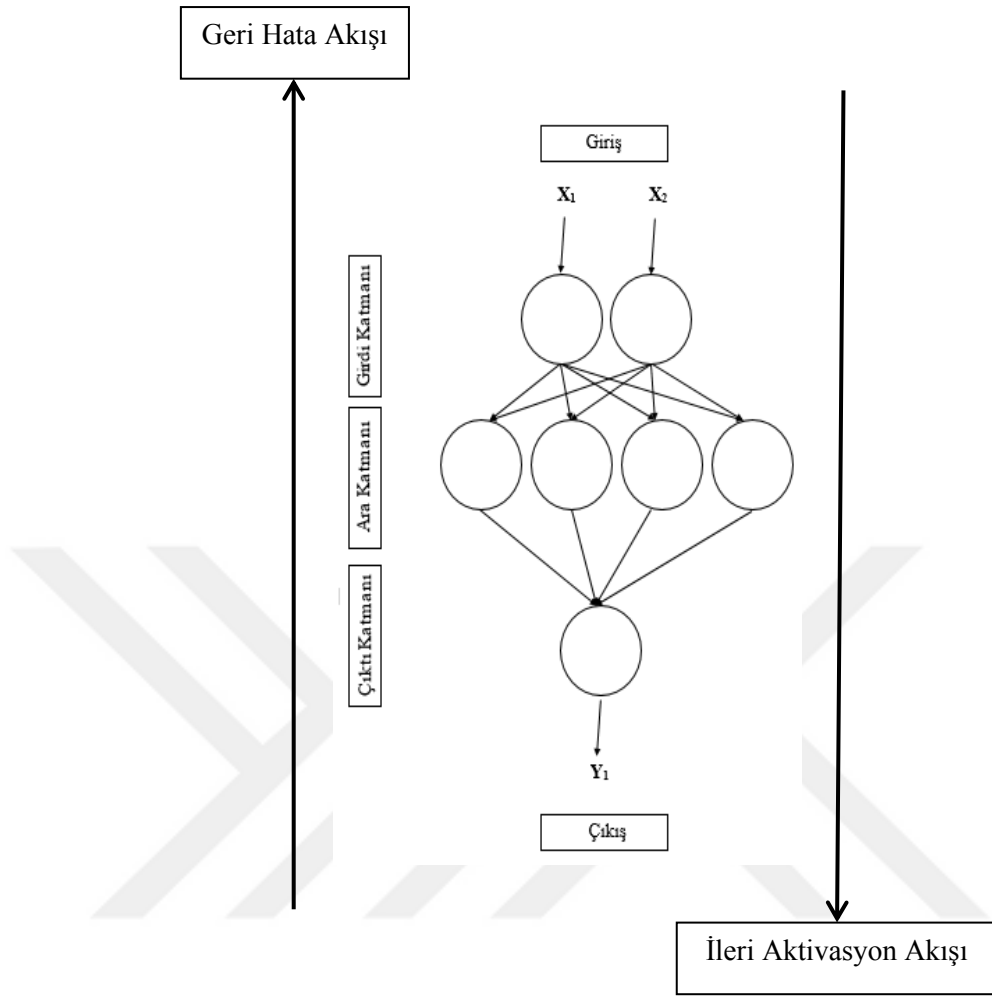 Geri Hata Akışı
Giriş
X₁ X₂
Girdi Katmanı
Ara Katmanı
Çıktı Katmanı
Y₁
Çıkış
İleri Aktivasyon Akışı